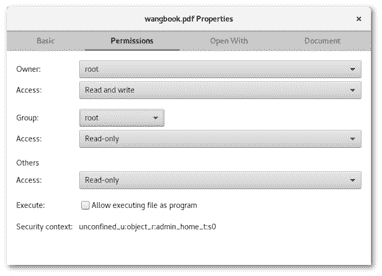 wangbook.pdf Properties ×
Basic Permissions Open With Document
Owner: root
Access: Read and write
Group: root
Access: Read-only
Others
Access: Read-only
Execute: Allow executing file as program
Security context: unconfined_u:object_r:admin_home_t:s0